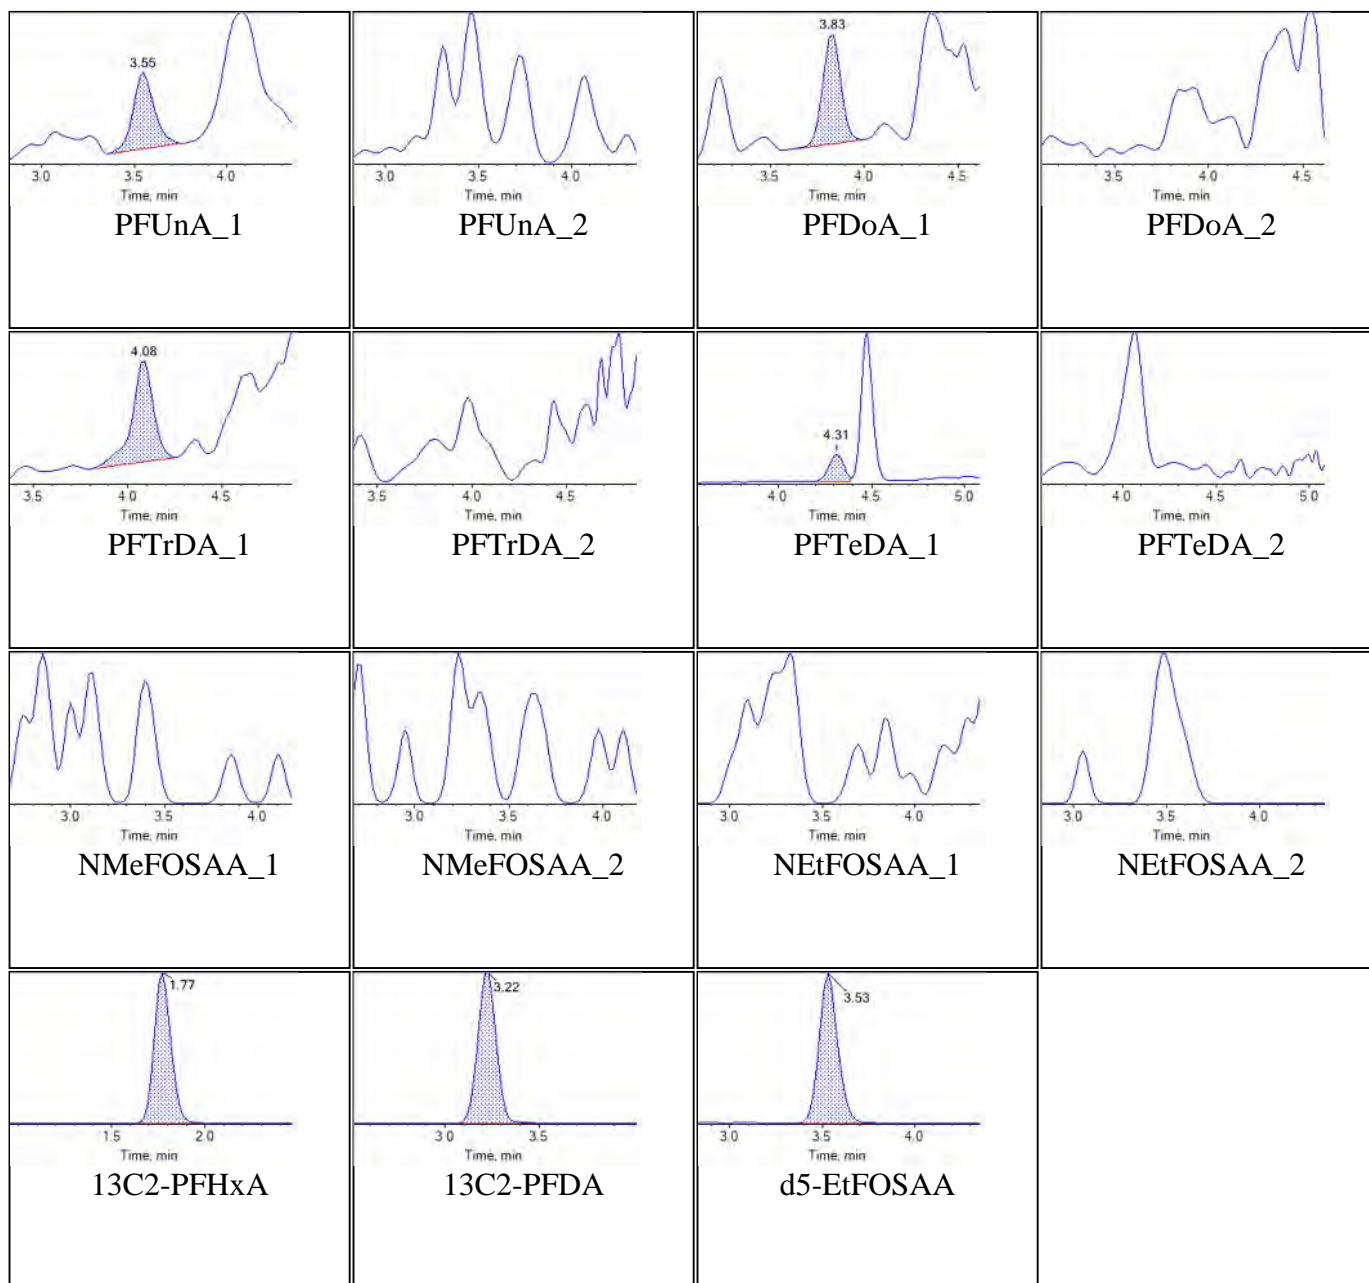 3.55
3.0 3.5 4.0
Time, min
PFUnA_1
3.0 3.5 4.0
Time, min
PFUnA_2
3.83
3.5 4.0 4.5
Time, min
PFDoA_1
3.5 4.0 4.5
Time, min
PFDoA_2
4.08
3.5 4.0 4.5
Time, min
PFTrDA_1
3.5 4.0 4.5
Time, min
PFTrDA_2
4.31
4.0 4.5 5.0
Time, min
PFTeDA_1
4.0 4.5 5.0
Time, min
PFTeDA_2
3.0 3.5 4.0
Time, min
NMeFOSAA_1
3.0 3.5 4.0
Time, min
NMeFOSAA_2
3.0 3.5 4.0
Time, min
NEtFOSAA_1
3.0 3.5 4.0
Time, min
NEtFOSAA_2
1.77
1.5 2.0
Time, min
13C2-PFHxA
3.22
3.0 3.5
Time, min
13C2-PFDA
3.53
3.0 3.5 4.0
Time, min
d5-EtFOSAA